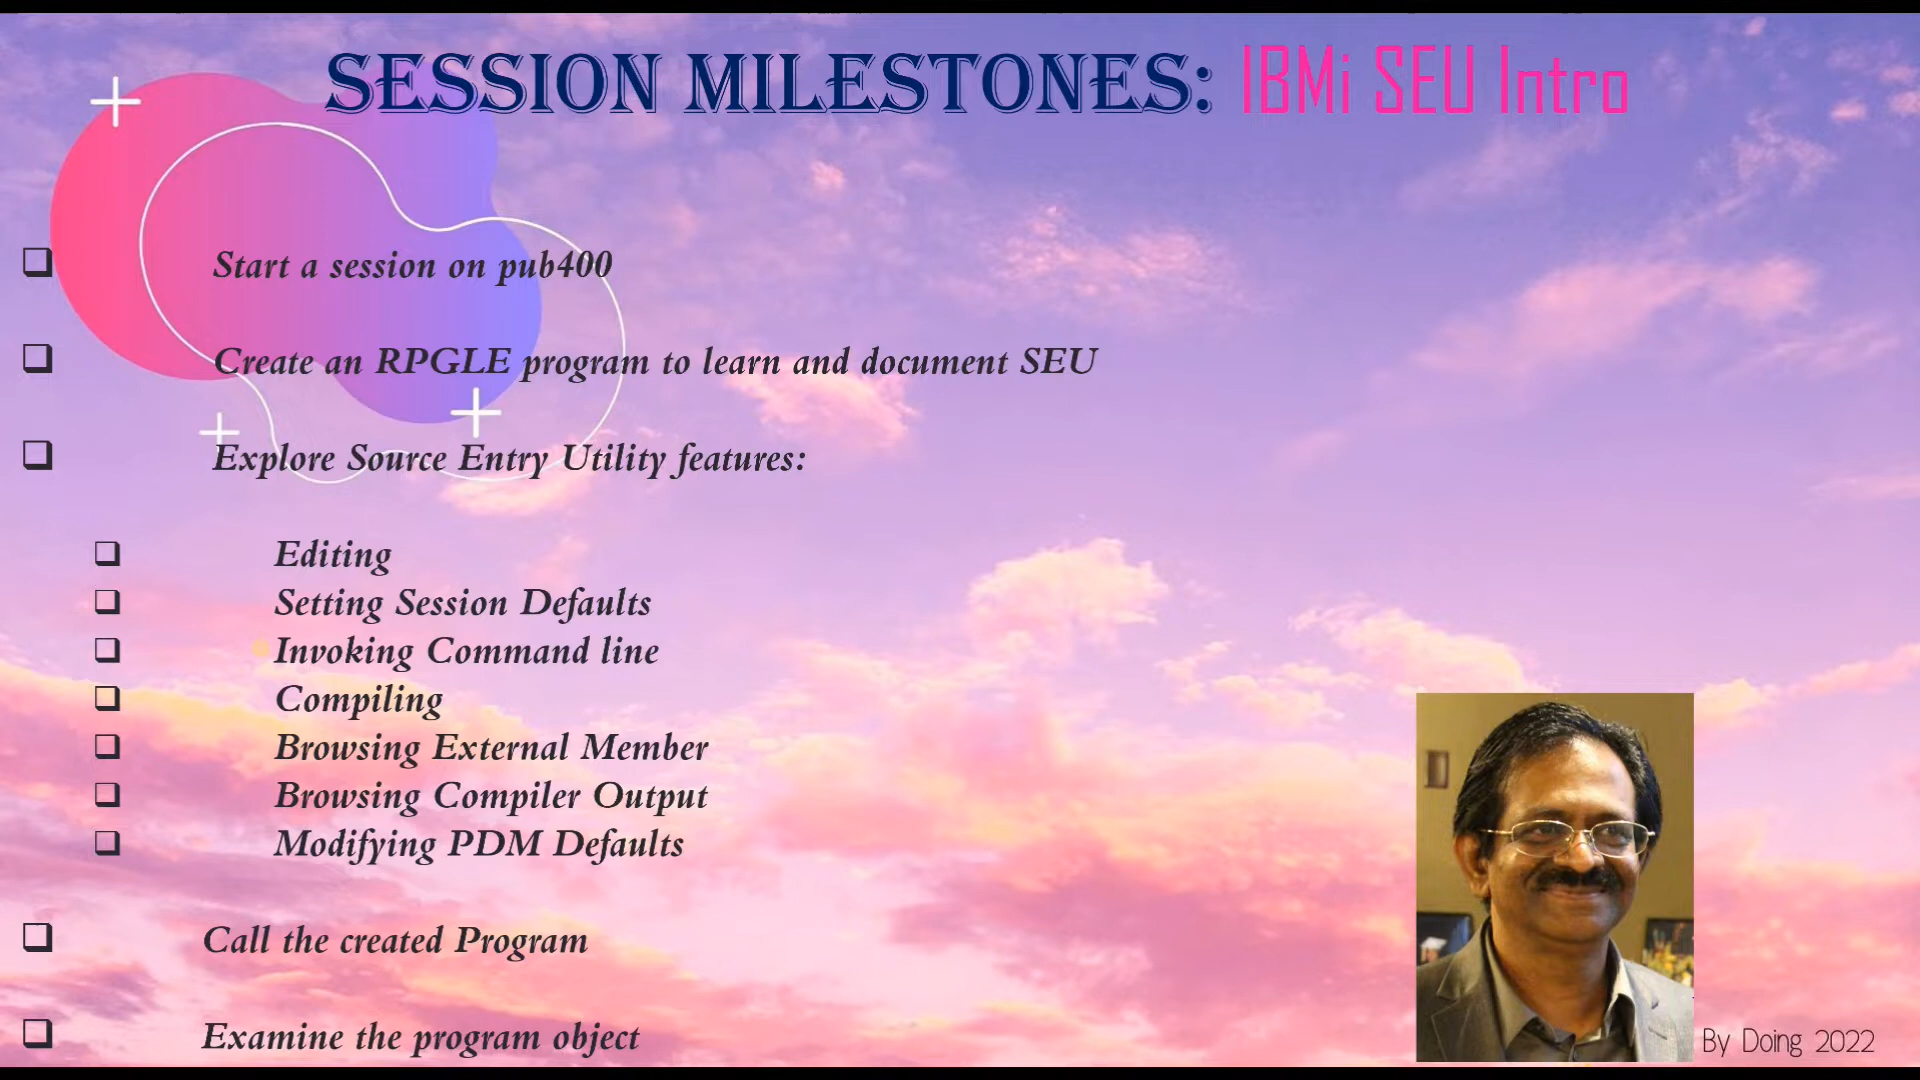 SESSION MILESTONES: IBMi SEU Intro
Start a session on pub400
Create an RPGLE program to learn and document SEU
Explore Source Entry Utility features:
Editing
Setting Session Defaults
Invoking Command line
Compiling
Browsing External Member
Browsing Compiler Output
Modifying PDM Defaults
Call the created Program
Examine the program object
By Doing 2022